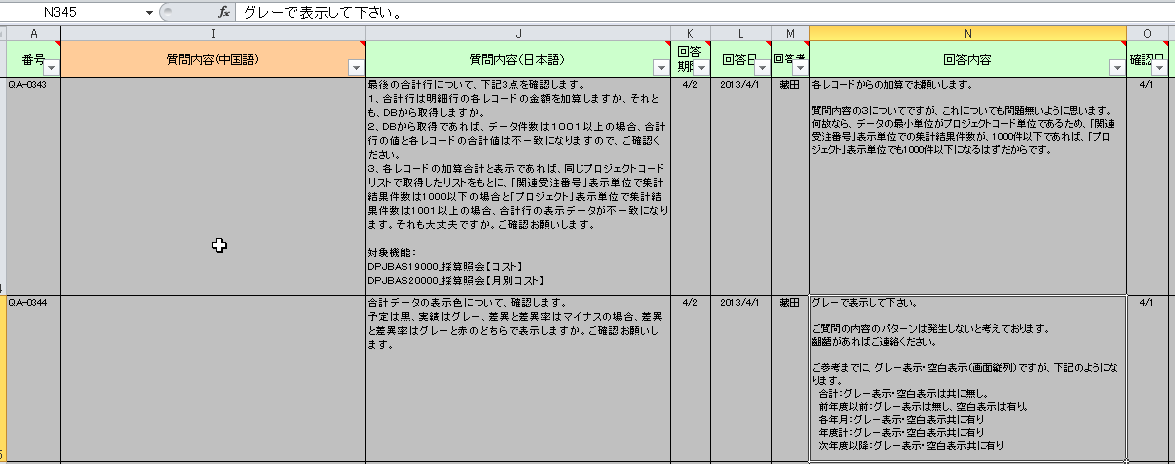 N345
fx
グレーで表示して下さい。
A
I
J
K
L
M
N
O
番号
質問内容(中国語)
質問内容(日本語)
回答
期
回答日
回答者
回答内容
確認日
QA-0343
最後の合計行について、下記3点を確認します。
1、合計行は明細行の各レコードの金額を加算しますか、それと
も、DBから取得しますか。
2、DBから取得であれば、データ件数は1001以上の場合、合計
行の値と各レコードの合計値は不一致になりますので、ご確認く
ださい。
3、各レコードの加算合計と表示であれば、同じプロジェクトコード
リストで取得したリストをもとに、「関連受注番号」表示単位で集計
結果件数は1000以下の場合と「プロジェクト」表示単位で集計結
果件数は1001以上の場合、合計行の表示データが不一致になり
ます。それも大丈夫ですか。ご確認お願いします。
対象機能:
DPJBAS19000_採算照会【コスト】
DPJBAS20000_採算照会【月別コスト】
4/2
2013/4/1
藪田
各レコードからの加算でお願いします。
質問内容の3についてですが、これについても問題無いように思います。
何故なら、データの最小単位がプロジェクトコード単位であるため、「関連
受注番号」表示単位での集計結果件数が、1000件以下であれば、「プロ
ジェクト」表示単位でも1000件以下になるはずだからです。
4/1
QA-0344
合計データの表示色について、確認します。
予定は黒、実績はグレー、差異と差異率はマイナスの場合、差異
と差異率はグレーと赤のどちらで表示しますか。ご確認お願いしま
す。
4/2
2013/4/1
藪田
グレーで表示して下さい。
ご質問の内容のパターンは発生しないと考えております。
齟齬があればご連絡ください。
ご参考までに、グレー表示・空白表示(画面縦列)ですが、下記のようにな
ります。
合計:グレー表示・空白表示は共に無し。
前年度以前:グレー表示は無し、空白表示は有り。
各年月:グレー表示・空白表示共に有り
年度計:グレー表示・空白表示共に有り
次年度以降:グレー表示・空白表示共に有り
4/1